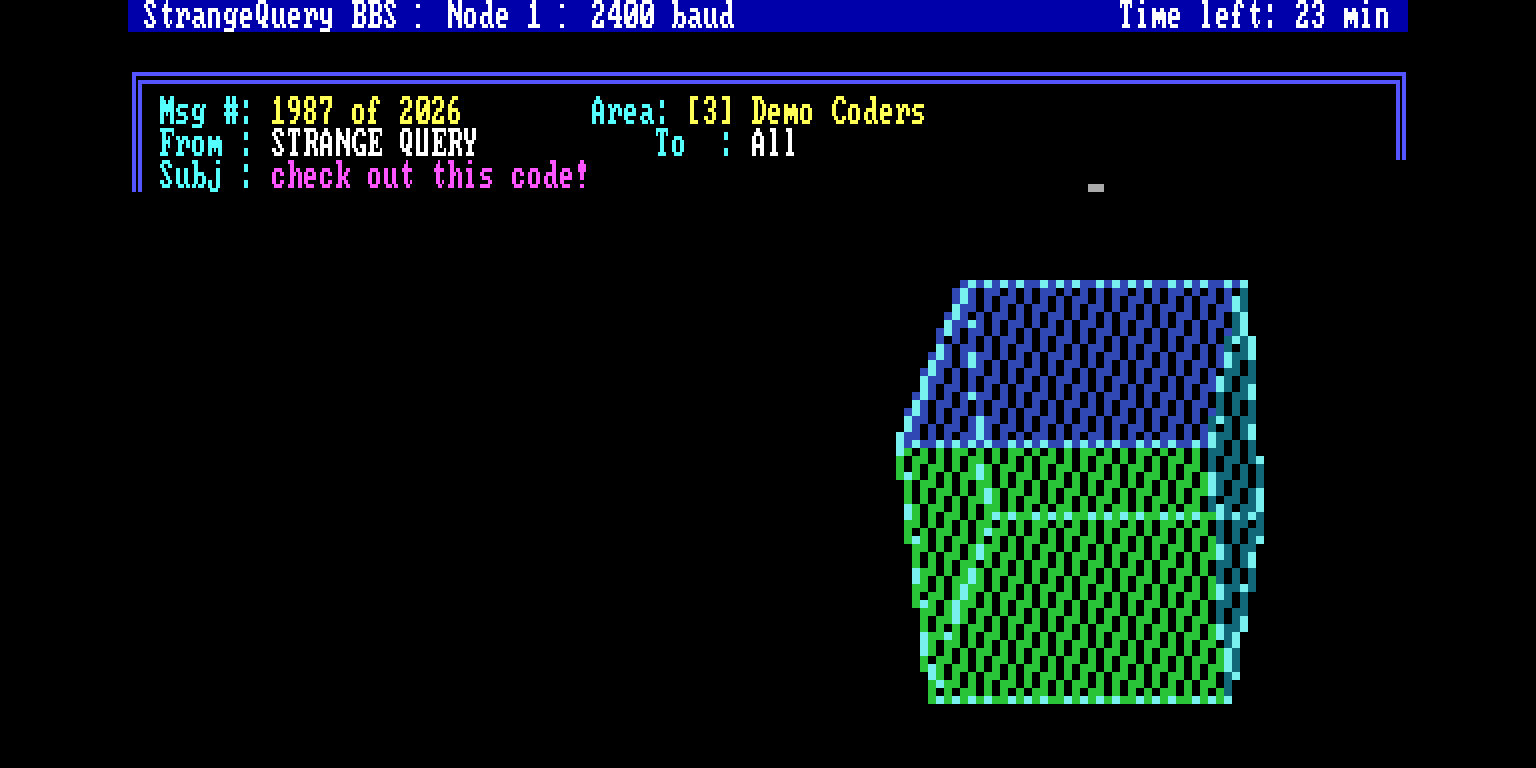 StrangeQuery BBS : Node 1 : 2400 baud Time left: 23 min
Msg #: 1987 of 2026 Area: [3] Demo Coders
From : STRANGE QUERY To : All
Subj : check out this code!